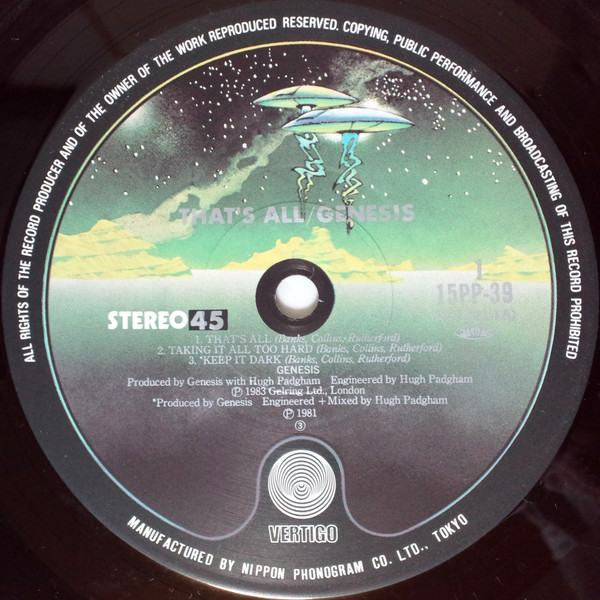 ALL RIGHTS OF THE RECORD PRODUCER AND OF THE OWNER OF THE WORK REPRODUCED RESERVED. COPYING, PUBLIC PERFORMANCE AND BROADCASTING OF THIS RECORD PROHIBITED
THAT'S ALL/GENESIS
1
15PP-39
STEREO 45
1. THAT'S ALL (Banks, Collins, Rutherford)
2. TAKING IT ALL TOO HARD (Banks, Collins, Rutherford)
3. *KEEP IT DARK (Banks, Collins, Rutherford)
GENESIS
Produced by Genesis with Hugh Padgham Engineered by Hugh Padgham
Ⓟ 1983 Gelring Ltd., London
*Produced by Genesis Engineered + Mixed by Hugh Padgham
Ⓟ 1981
③
VERTIGO
MANUFACTURED BY NIPPON PHONOGRAM CO. LTD., TOKYO